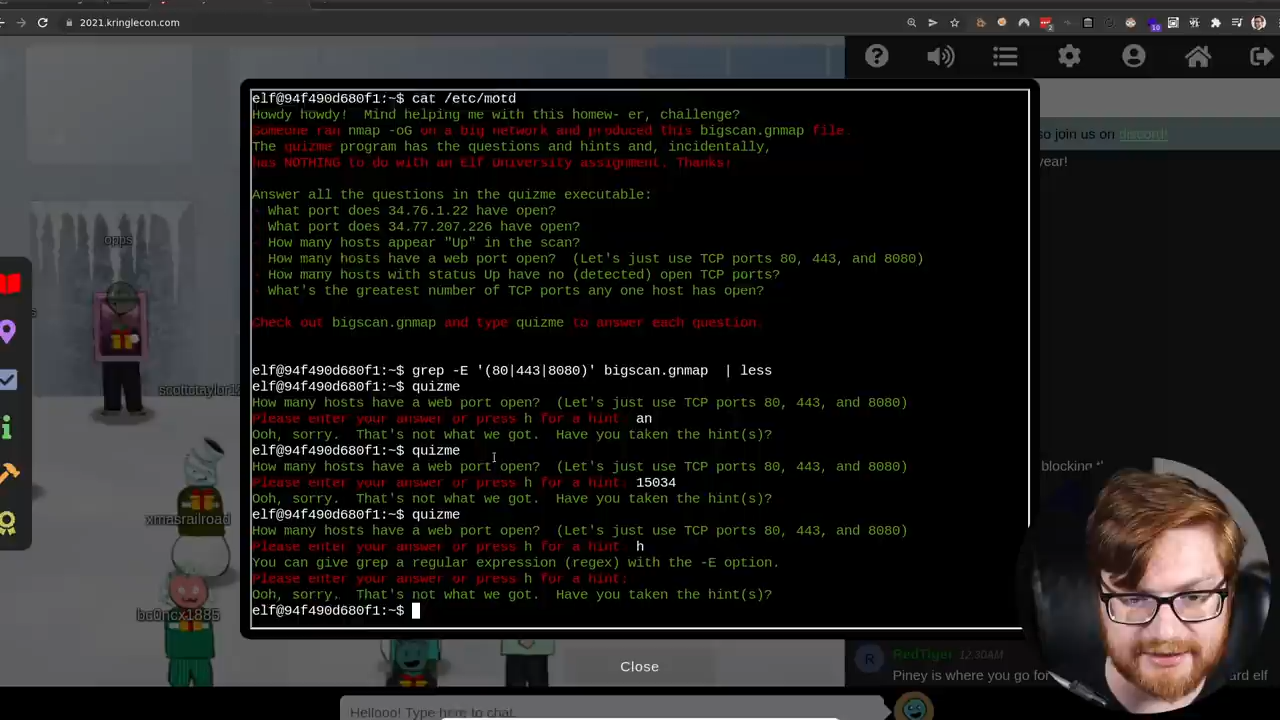 2021.kringlecon.com
elf@94f490d680f1:~$ cat /etc/motd
Howdy howdy!  Mind helping me with this homew- er, challenge?
Someone ran nmap -oG on a big network and produced this bigscan.gnmap file.
The quizme program has the questions and hints and, incidentally,
has NOTHING to do with an Elf University assignment. Thanks!
so join us on discord!
year!
Answer all the questions in the quizme executable:
- What port does 34.76.1.22 have open?
- What port does 34.77.207.226 have open?
- How many hosts appear "Up" in the scan?
- How many hosts have a web port open?  (Let's just use TCP ports 80, 443, and 8080)
- How many hosts with status Up have no (detected) open TCP ports?
- What's the greatest number of TCP ports any one host has open?
Check out bigscan.gnmap and type quizme to answer each question.
elf@94f490d680f1:~$ grep -E '(80|443|8080)' bigscan.gnmap  | less
elf@94f490d680f1:~$ quizme
How many hosts have a web port open?  (Let's just use TCP ports 80, 443, and 8080)
Please enter your answer or press h for a hint: an
Ooh, sorry.  That's not what we got.  Have you taken the hint(s)?
elf@94f490d680f1:~$ quizme
How many hosts have a web port open?  (Let's just use TCP ports 80, 443, and 8080)
Please enter your answer or press h for a hint: 15034
Ooh, sorry.  That's not what we got.  Have you taken the hint(s)?
elf@94f490d680f1:~$ quizme
How many hosts have a web port open?  (Let's just use TCP ports 80, 443, and 8080)
Please enter your answer or press h for a hint: h
You can give grep a regular expression (regex) with the -E option.
Please enter your answer or press h for a hint:
Ooh, sorry.  That's not what we got.  Have you taken the hint(s)?
elf@94f490d680f1:~$
opps
xmasrailroad
bc0ncx1885
blocking
Close
R
RedTiger 12:30AM
Piney is where you go for
ard elf
Hellooo! Type here to chat.